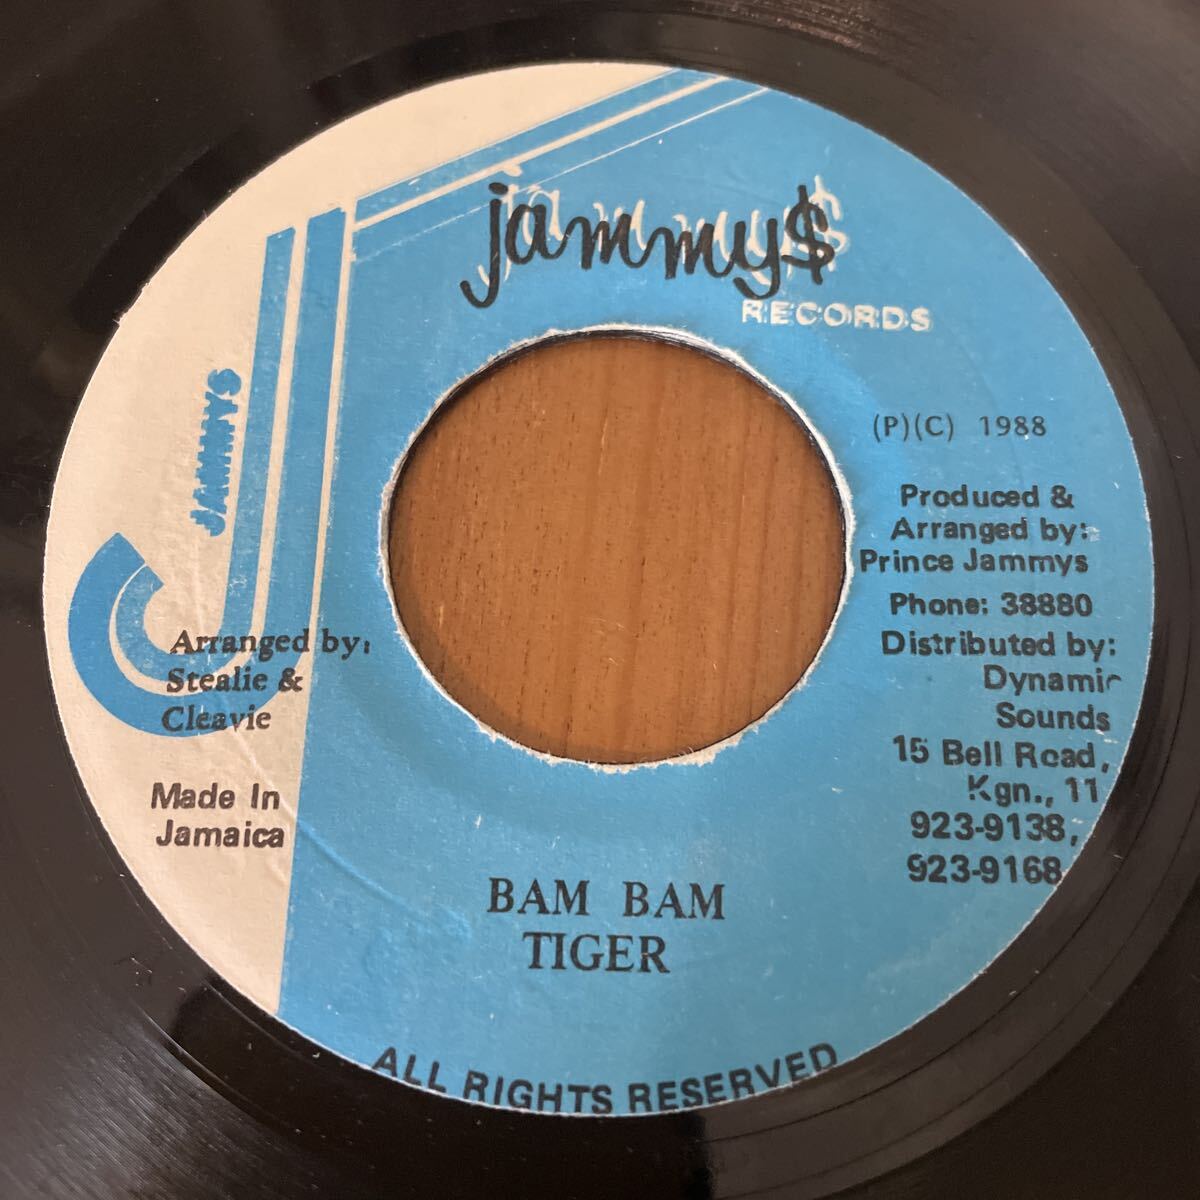 jammy$
RECORDS
JAMMYS
(P)(C) 1988
Produced &
Arranged by:
Prince Jammys
Phone: 38880
Distributed by:
Dynamic
Sounds
15 Bell Road,
Kgn., 11
923-9138,
923-9168
Arranged by:
Stealie &
Cleavie
Made In
Jamaica
BAM BAM
TIGER
ALL RIGHTS RESERVED